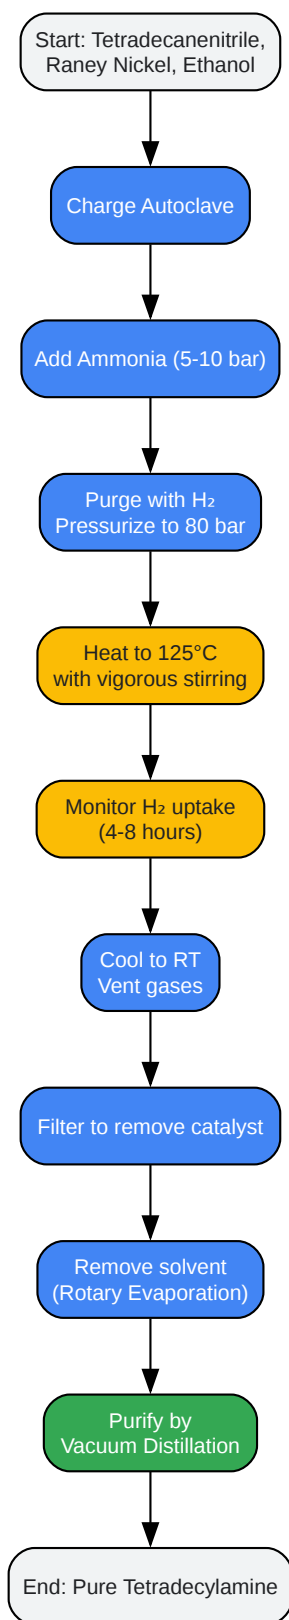 Start: Tetradecanenitrile,
Raney Nickel, Ethanol
Charge Autoclave
Add Ammonia (5-10 bar)
Purge with H₂
Pressurize to 80 bar
Heat to 125°C
with vigorous stirring
Monitor H₂ uptake
(4-8 hours)
Cool to RT
Vent gases
Filter to remove catalyst
Remove solvent
(Rotary Evaporation)
Purify by
Vacuum Distillation
End: Pure Tetradecylamine